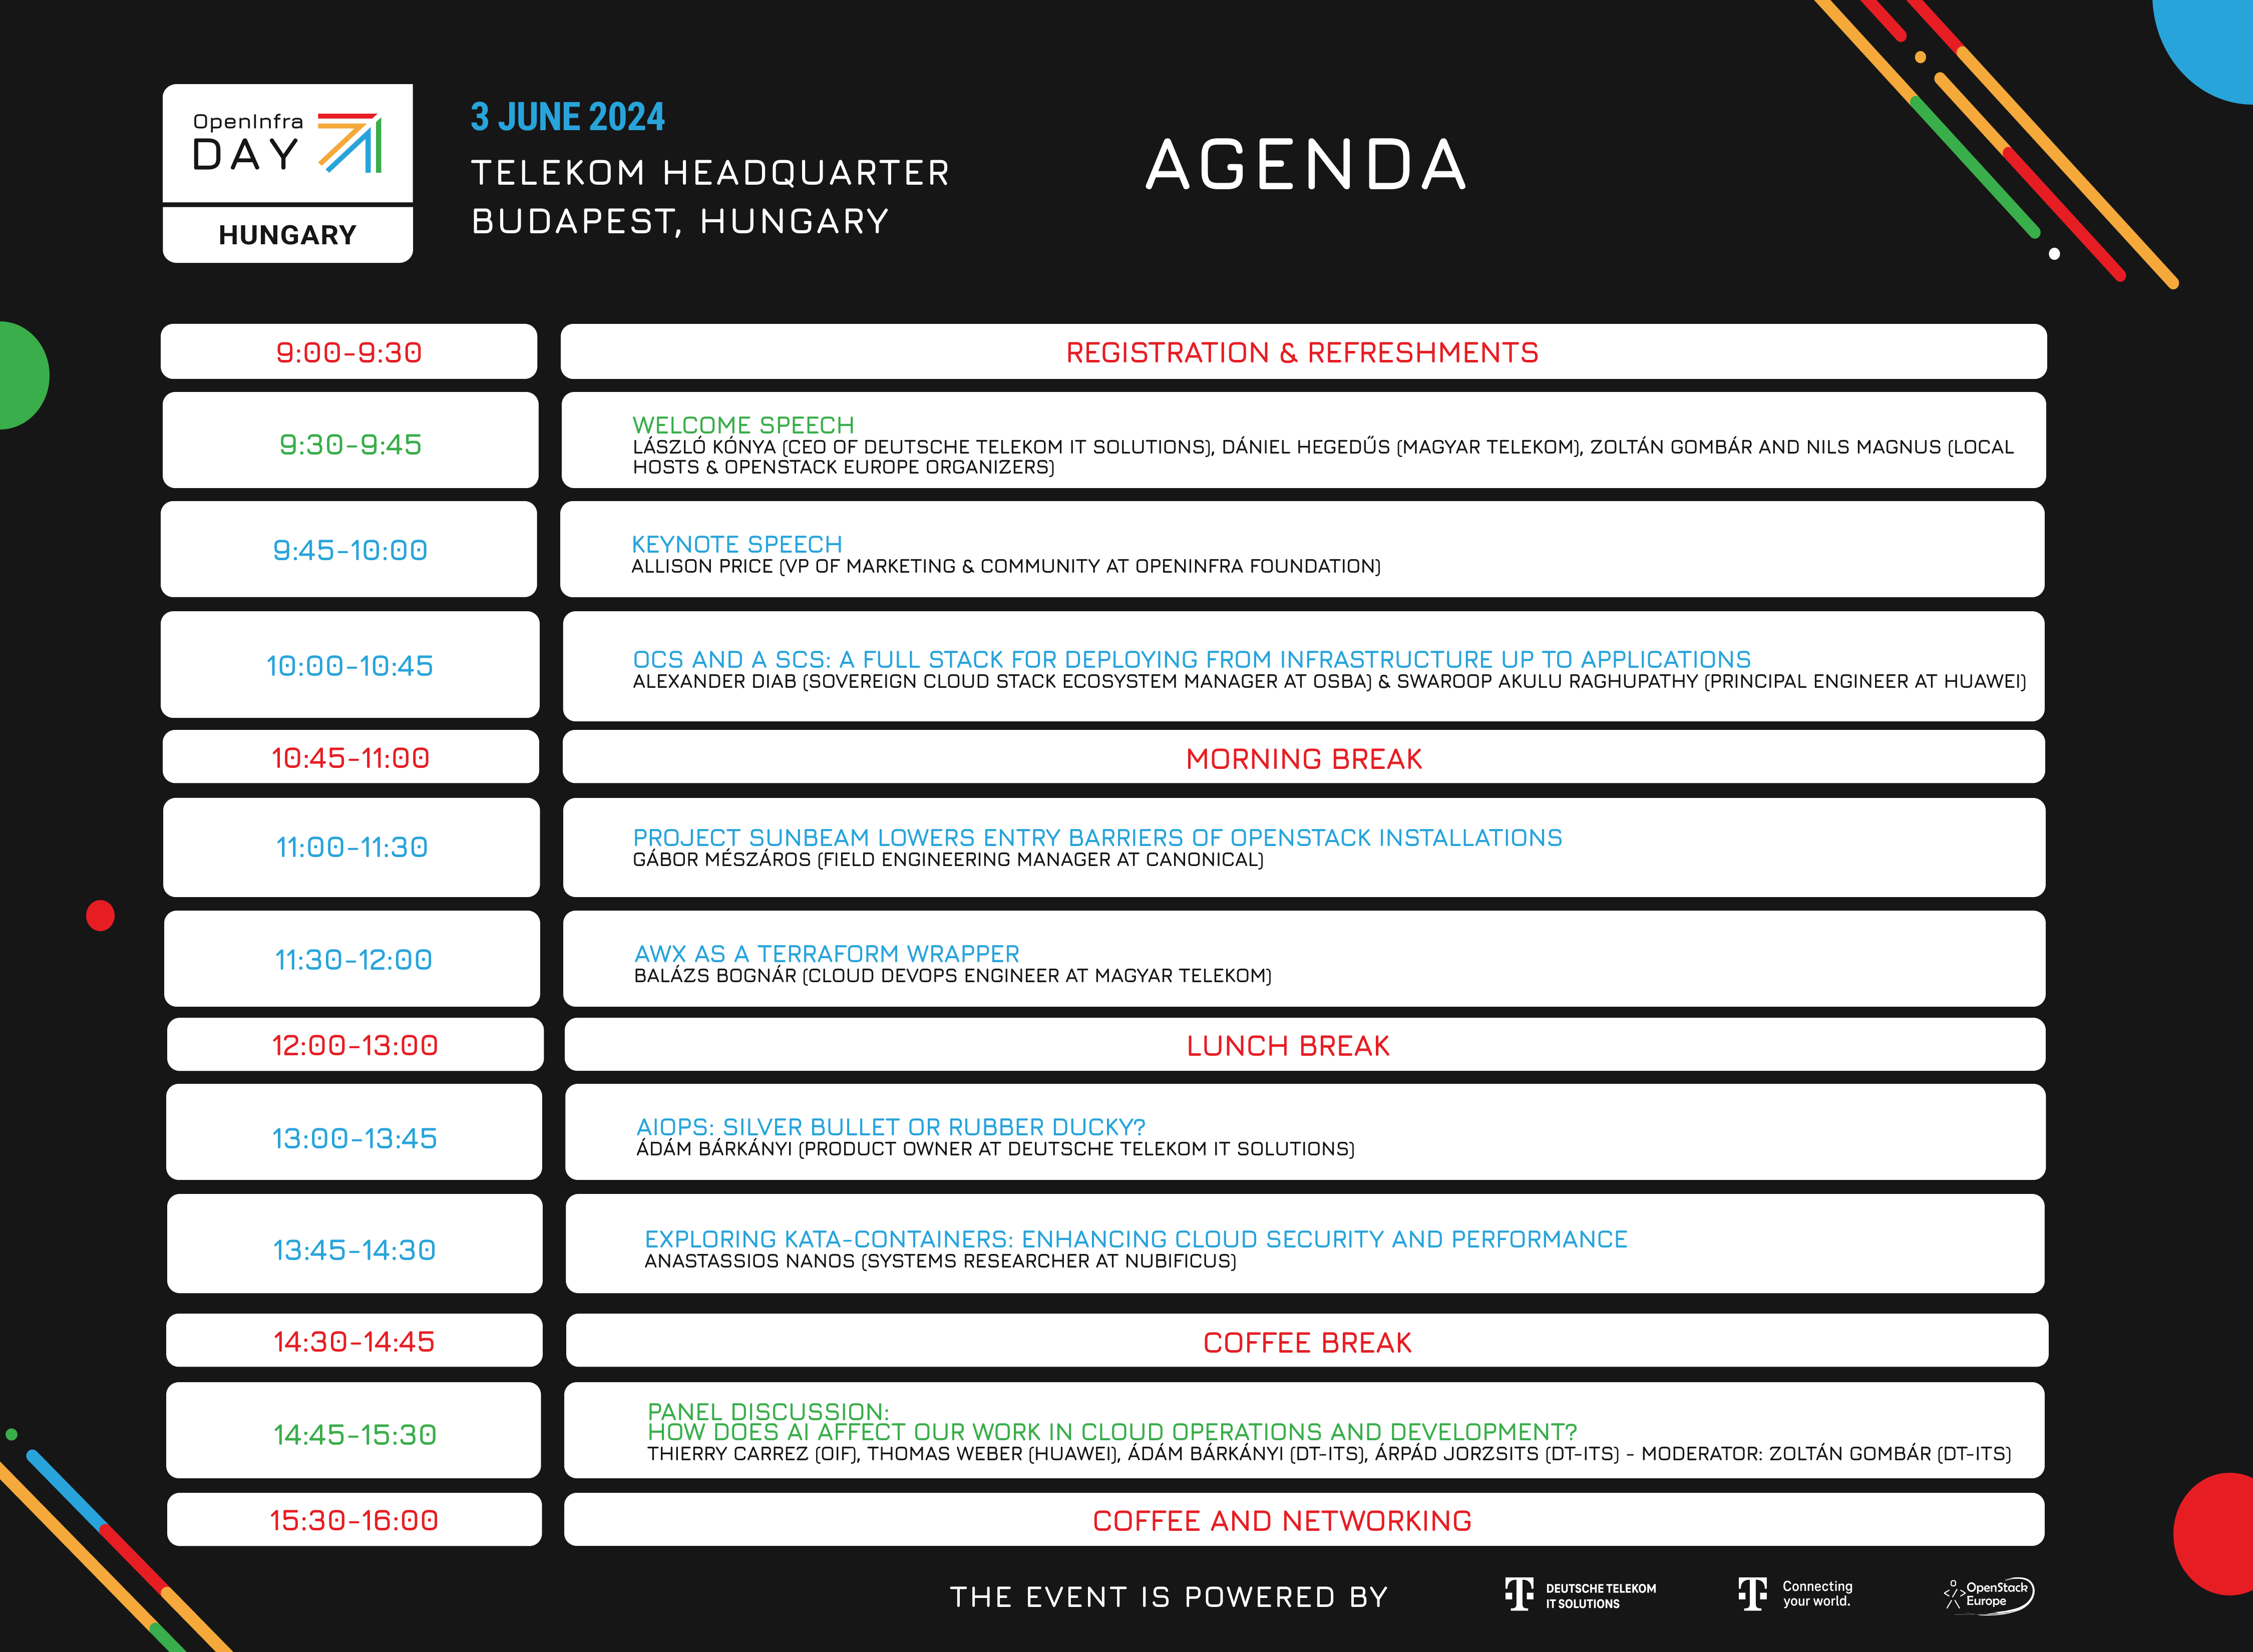 OpenInfra
DAY
HUNGARY
3 JUNE 2024
TELEKOM HEADQUARTER
BUDAPEST, HUNGARY
AGENDA
9:00-9:30
REGISTRATION & REFRESHMENTS
9:30-9:45
WELCOME SPEECH
LÁSZLÓ KÓNYA (CEO OF DEUTSCHE TELEKOM IT SOLUTIONS), DÁNIEL HEGEDŰS (MAGYAR TELEKOM), ZOLTÁN GOMBÁR AND NILS MAGNUS (LOCAL
HOSTS & OPENSTACK EUROPE ORGANIZERS)
9:45-10:00
KEYNOTE SPEECH
ALLISON PRICE (VP OF MARKETING & COMMUNITY AT OPENINFRA FOUNDATION)
10:00-10:45
OCS AND A SCS: A FULL STACK FOR DEPLOYING FROM INFRASTRUCTURE UP TO APPLICATIONS
ALEXANDER DIAB (SOVEREIGN CLOUD STACK ECOSYSTEM MANAGER AT OSBA) & SWAROOP AKULU RAGHUPATHY (PRINCIPAL ENGINEER AT HUAWEI)
10:45-11:00
MORNING BREAK
11:00-11:30
PROJECT SUNBEAM LOWERS ENTRY BARRIERS OF OPENSTACK INSTALLATIONS
GÁBOR MÉSZÁROS (FIELD ENGINEERING MANAGER AT CANONICAL)
11:30-12:00
AWX AS A TERRAFORM WRAPPER
BALÁZS BOGNÁR (CLOUD DEVOPS ENGINEER AT MAGYAR TELEKOM)
12:00-13:00
LUNCH BREAK
13:00-13:45
AIOPS: SILVER BULLET OR RUBBER DUCKY?
ÁDÁM BÁRKÁNYI (PRODUCT OWNER AT DEUTSCHE TELEKOM IT SOLUTIONS)
13:45-14:30
EXPLORING KATA-CONTAINERS: ENHANCING CLOUD SECURITY AND PERFORMANCE
ANASTASSIOS NANOS (SYSTEMS RESEARCHER AT NUBIFICUS)
14:30-14:45
COFFEE BREAK
14:45-15:30
PANEL DISCUSSION:
HOW DOES AI AFFECT OUR WORK IN CLOUD OPERATIONS AND DEVELOPMENT?
THIERRY CARREZ (OIF), THOMAS WEBER (HUAWEI), ÁDÁM BÁRKÁNYI (DT-ITS), ÁRPÁD JORZSITS (DT-ITS) - MODERATOR: ZOLTÁN GOMBÁR (DT-ITS)
15:30-16:00
COFFEE AND NETWORKING
THE EVENT IS POWERED BY
T
DEUTSCHE TELEKOM
IT SOLUTIONS
T
Connecting
your world.
OpenStack
Europe